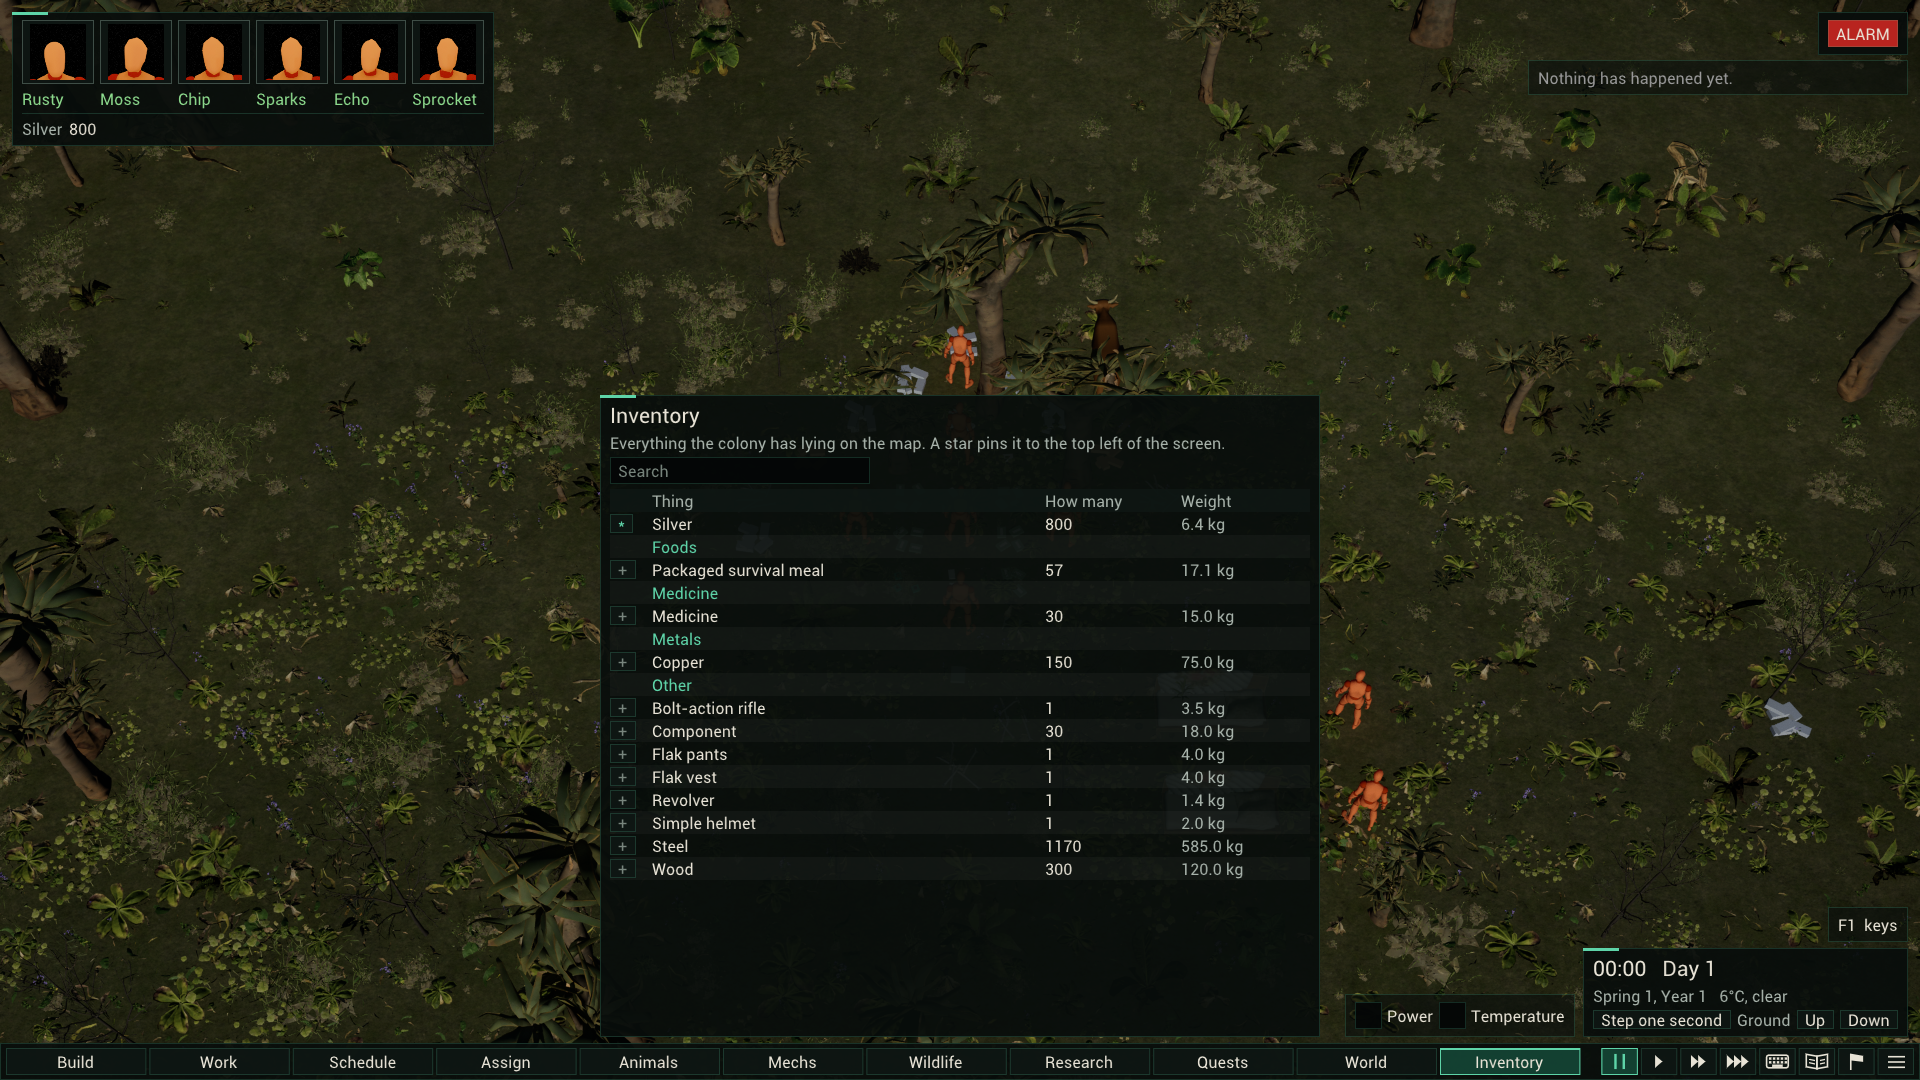 Rusty Moss Chip Sparks Echo Sprocket
Silver 800
ALARM
Nothing has happened yet.
Inventory
Everything the colony has lying on the map. A star pins it to the top left of the screen.
Search
Thing How many Weight
* Silver 800 6.4 kg
Foods
+ Packaged survival meal 57 17.1 kg
Medicine
+ Medicine 30 15.0 kg
Metals
+ Copper 150 75.0 kg
Other
+ Bolt-action rifle 1 3.5 kg
+ Component 30 18.0 kg
+ Flak pants 1 4.0 kg
+ Flak vest 1 4.0 kg
+ Revolver 1 1.4 kg
+ Simple helmet 1 2.0 kg
+ Steel 1170 585.0 kg
+ Wood 300 120.0 kg
F1 keys
00:00 Day 1
Spring 1, Year 1 6°C, clear
Power Temperature
Step one second Ground Up Down
Build Work Schedule Assign Animals Mechs Wildlife Research Quests World Inventory